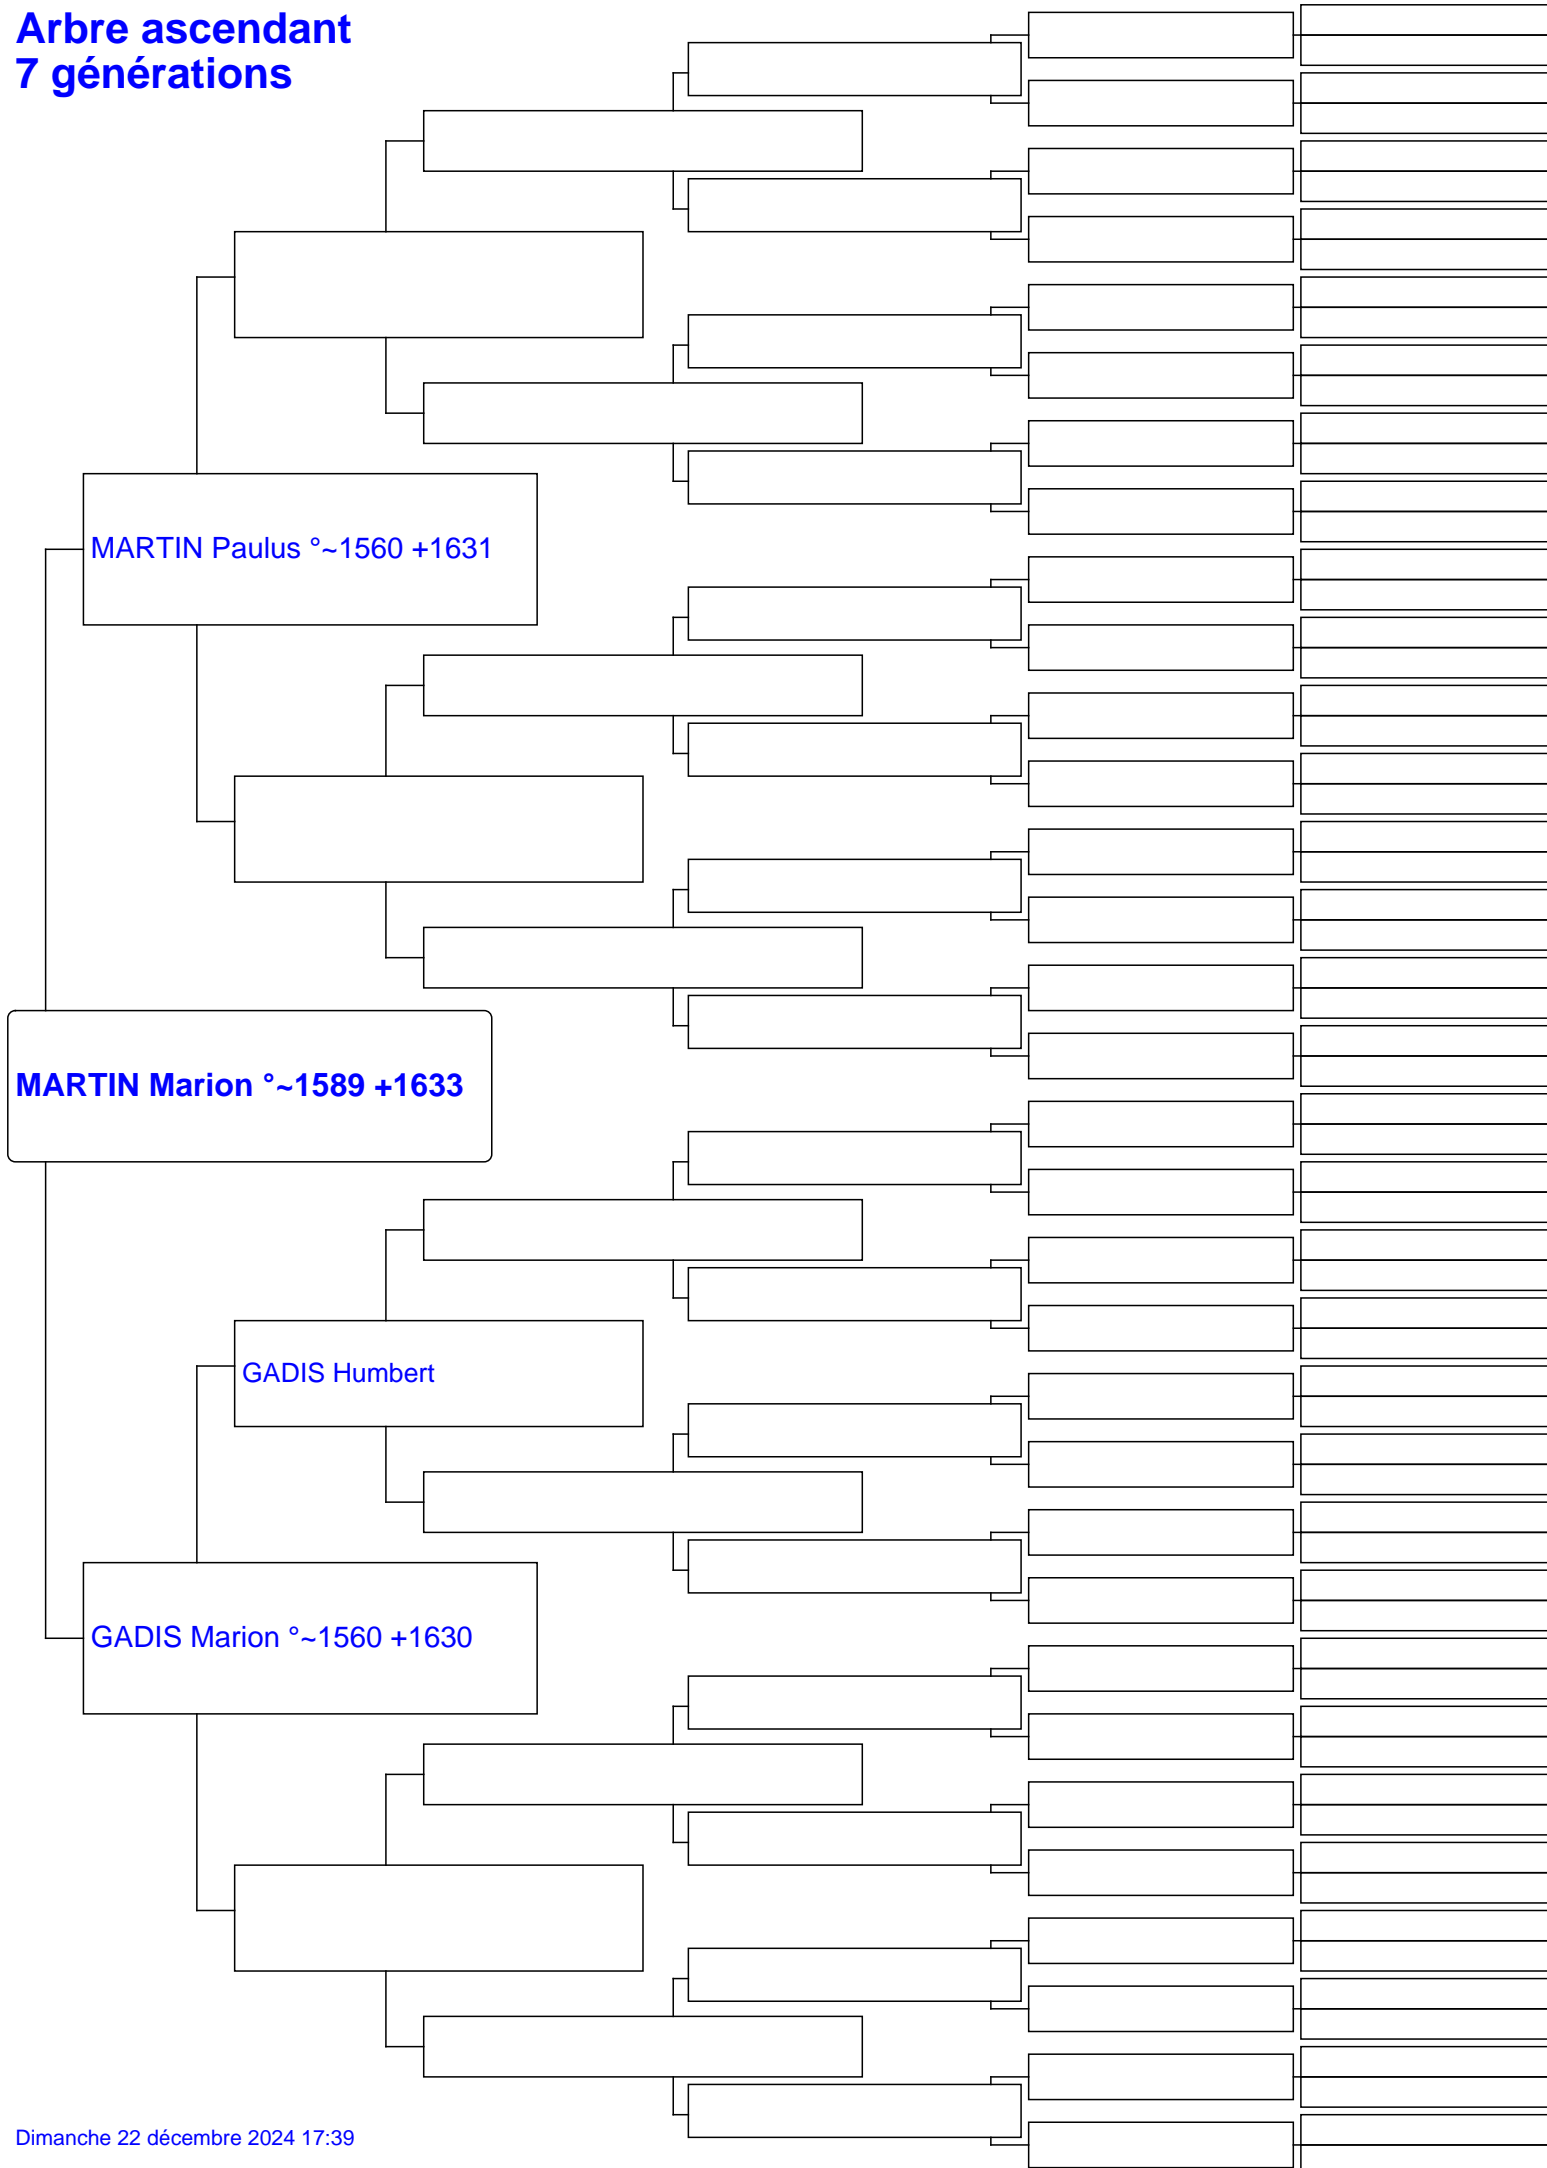 Arbre ascendant
7 générations
MARTIN Paulus °~1560 +1631
MARTIN Marion °~1589 +1633
GADIS Humbert
GADIS Marion °~1560 +1630
Dimanche 22 décembre 2024 17:39